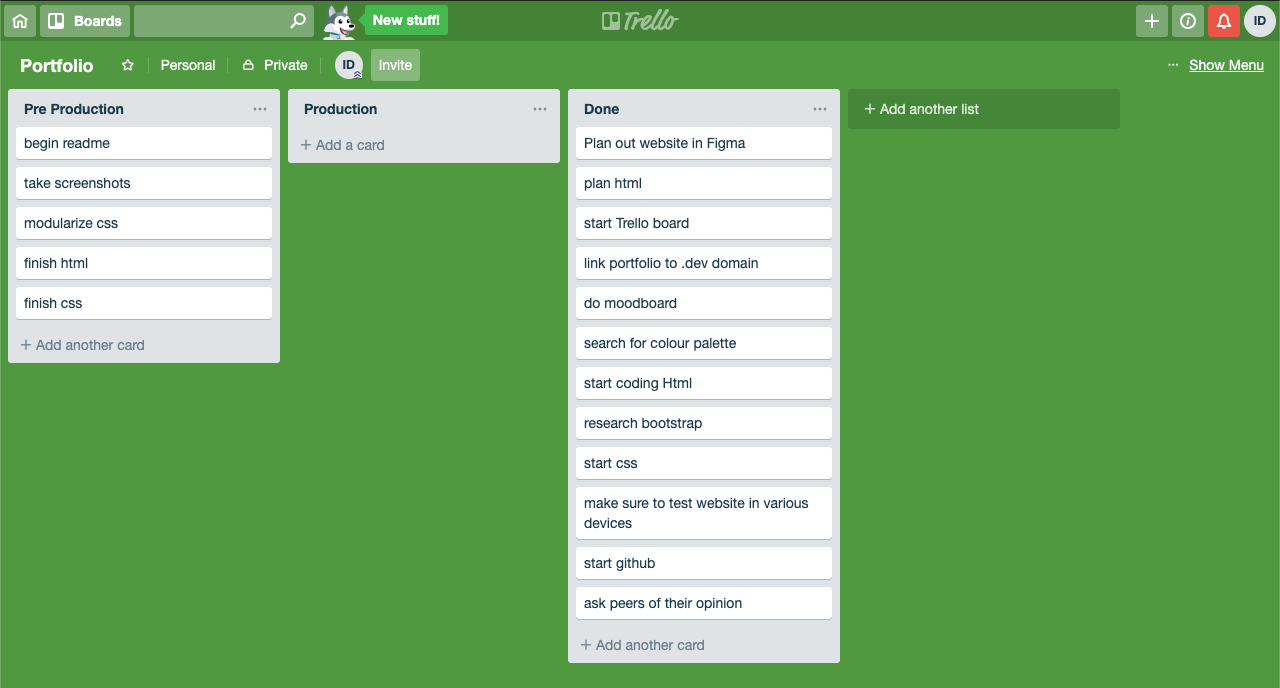 Boards
New stuff!
Trello
ID
Portfolio
Personal
Private
ID
Invite
... Show Menu
Pre Production
begin readme
take screenshots
modularize css
finish html
finish css
+ Add another card
Production
+ Add a card
Done
Plan out website in Figma
plan html
start Trello board
link portfolio to .dev domain
do moodboard
search for colour palette
start coding Html
research bootstrap
start css
make sure to test website in various
devices
start github
ask peers of their opinion
+ Add another card
+ Add another list